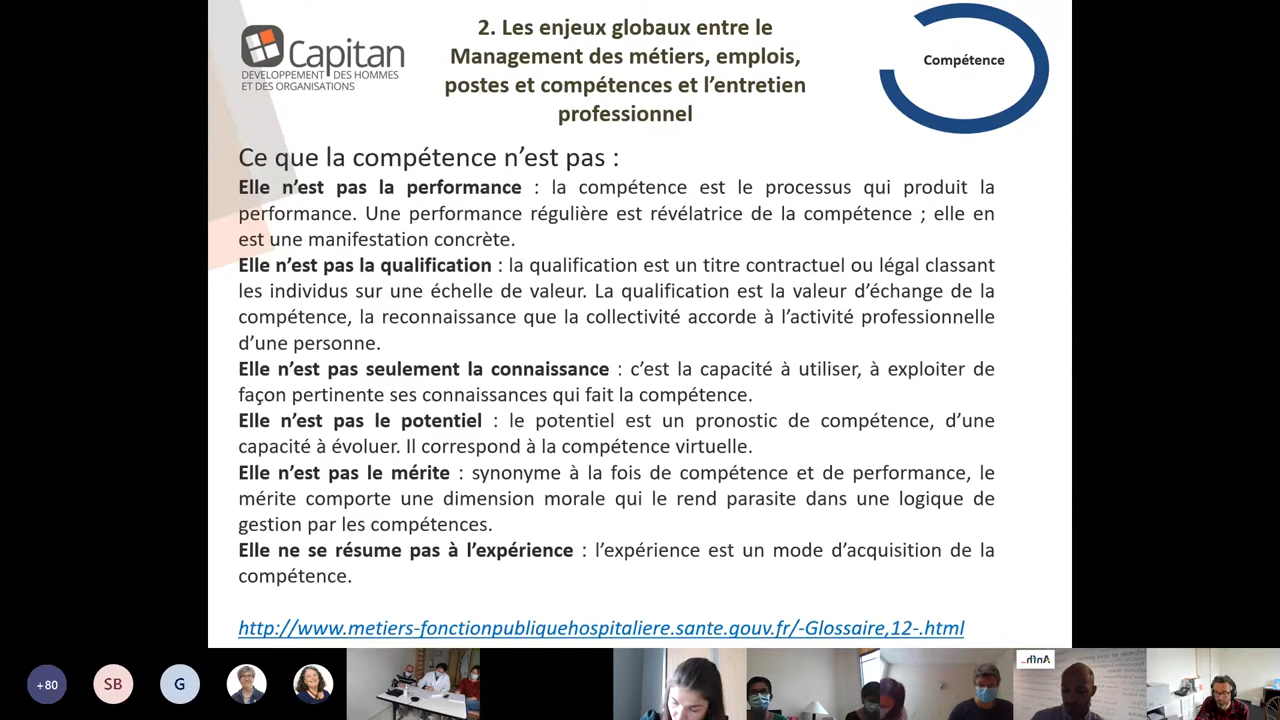 Capitan
DEVELOPPEMENT DES HOMMES
ET DES ORGANISATIONS
2. Les enjeux globaux entre le
Management des métiers, emplois,
postes et compétences et l’entretien
professionnel
Compétence
Ce que la compétence n’est pas :
Elle n’est pas la performance : la compétence est le processus qui produit la
performance. Une performance régulière est révélatrice de la compétence ; elle en
est une manifestation concrète.
Elle n’est pas la qualification : la qualification est un titre contractuel ou légal classant
les individus sur une échelle de valeur. La qualification est la valeur d’échange de la
compétence, la reconnaissance que la collectivité accorde à l’activité professionnelle
d’une personne.
Elle n’est pas seulement la connaissance : c’est la capacité à utiliser, à exploiter de
façon pertinente ses connaissances qui fait la compétence.
Elle n’est pas le potentiel : le potentiel est un pronostic de compétence, d’une
capacité à évoluer. Il correspond à la compétence virtuelle.
Elle n’est pas le mérite : synonyme à la fois de compétence et de performance, le
mérite comporte une dimension morale qui le rend parasite dans une logique de
gestion par les compétences.
Elle ne se résume pas à l’expérience : l’expérience est un mode d’acquisition de la
compétence.
http://www.metiers-fonctionpubliquehospitaliere.sante.gouv.fr/-Glossaire,12-.html
+80
SB
G
Anfh